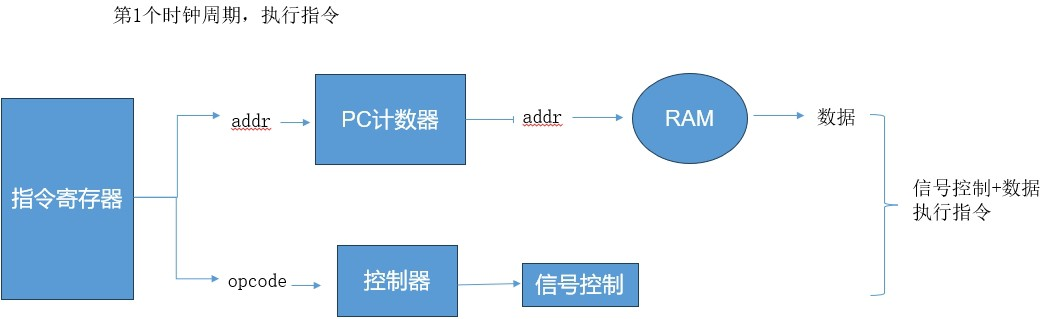 第1个时钟周期，执行指令
指令寄存器
addr
PC计数器
addr
RAM
数据
opcode
控制器
信号控制
信号控制+数据
执行指令